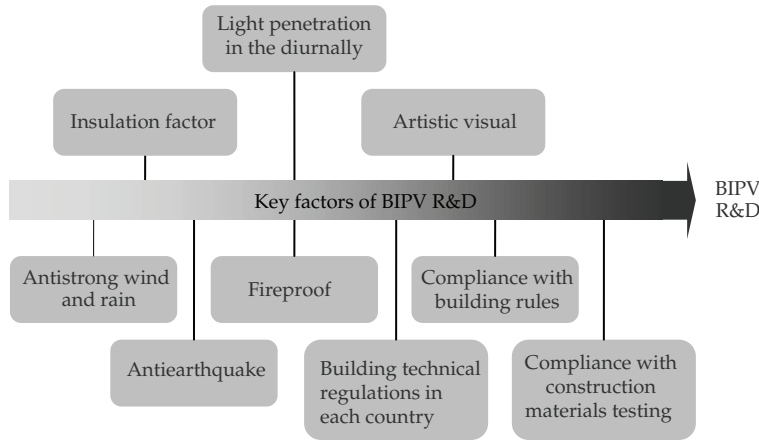 Light penetration
in the diurnally
Insulation factor
Artistic visual
Key factors of BIPV R&D
BIPV
R&D
Antistrong wind
and rain
Fireproof
Compliance with
building rules
Antiearthquake
Building technical
regulations in
each country
Compliance with
construction
materials testing